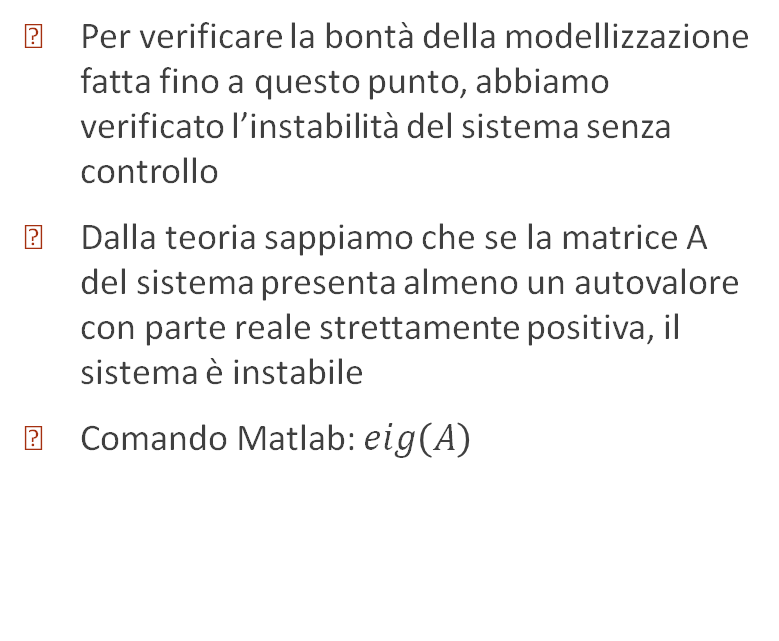 Per verificare la bontà della modellizzazione
fatta fino a questo punto, abbiamo
verificato l’instabilità del sistema senza
controllo
Dalla teoria sappiamo che se la matrice A
del sistema presenta almeno un autovalore
con parte reale strettamente positiva, il
sistema è instabile
Comando Matlab: 𝑒𝑖𝑔(𝐴)